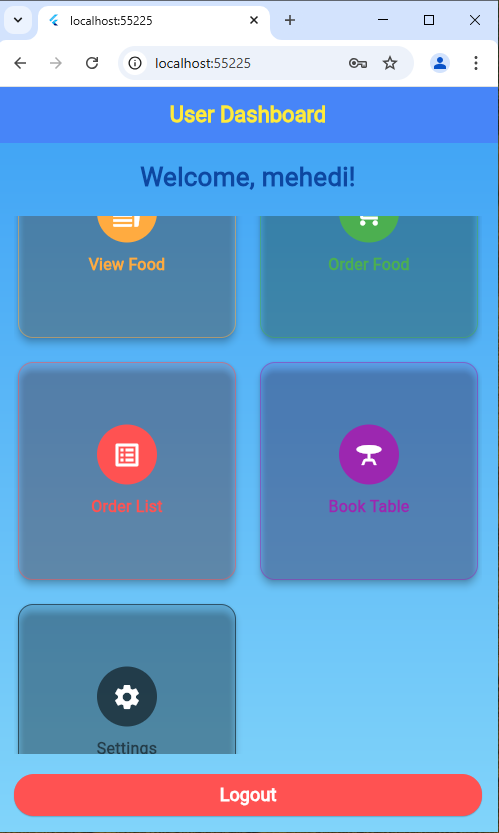 localhost:55225
localhost:55225
User Dashboard
Welcome, mehedi!
View Food
Order Food
Order List
Book Table
Settings
Logout